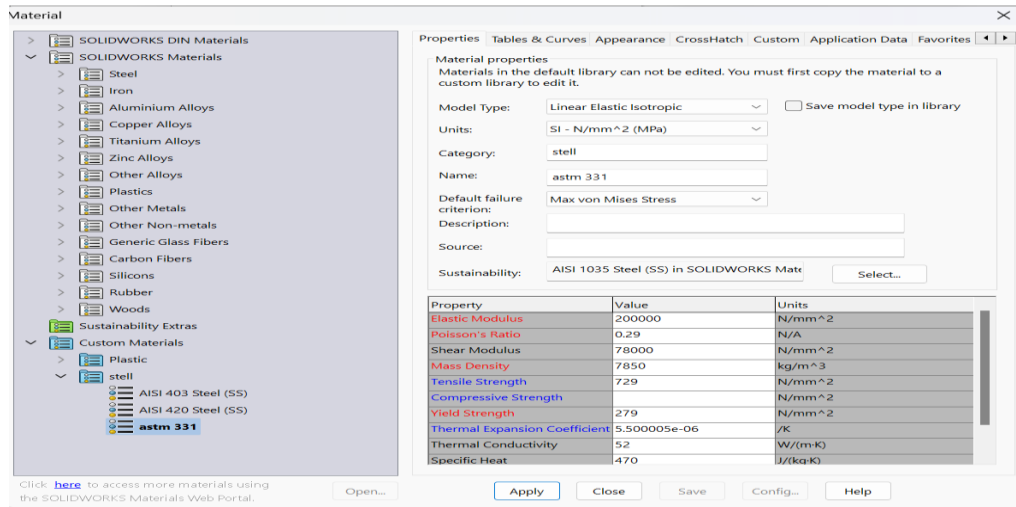 Material
SOLIDWORKS DIN Materials
SOLIDWORKS Materials
Steel
Iron
Aluminium Alloys
Copper Alloys
Titanium Alloys
Zinc Alloys
Other Alloys
Plastics
Other Metals
Other Non-metals
Generic Glass Fibers
Carbon Fibers
Silicons
Rubber
Woods
Sustainability Extras
Custom Materials
Plastic
stell
AISI 403 Steel (SS)
AISI 420 Steel (SS)
astm 331
Click here to access more materials using
the SOLIDWORKS Materials Web Portal.
Open...
Properties Tables & Curves Appearance CrossHatch Custom Application Data Favorites
Material properties
Materials in the default library can not be edited. You must first copy the material to a
custom library to edit it.
Model Type: Linear Elastic Isotropic Save model type in library
Units: SI - N/mm^2 (MPa)
Category: stell
Name: astm 331
Default failure
criterion: Max von Mises Stress
Description:
Source:
Sustainability: AISI 1035 Steel (SS) in SOLIDWORKS Mate Select...
Property Value Units
Elastic Modulus 200000 N/mm^2
Poisson's Ratio 0.29 N/A
Shear Modulus 78000 N/mm^2
Mass Density 7850 kg/m^3
Tensile Strength 729 N/mm^2
Compressive Strength N/mm^2
Yield Strength 279 N/mm^2
Thermal Expansion Coefficient 5.500005e-06 /K
Thermal Conductivity 52 W/(m·K)
Specific Heat 470 J/(kg·K)
Apply Close Save Config... Help